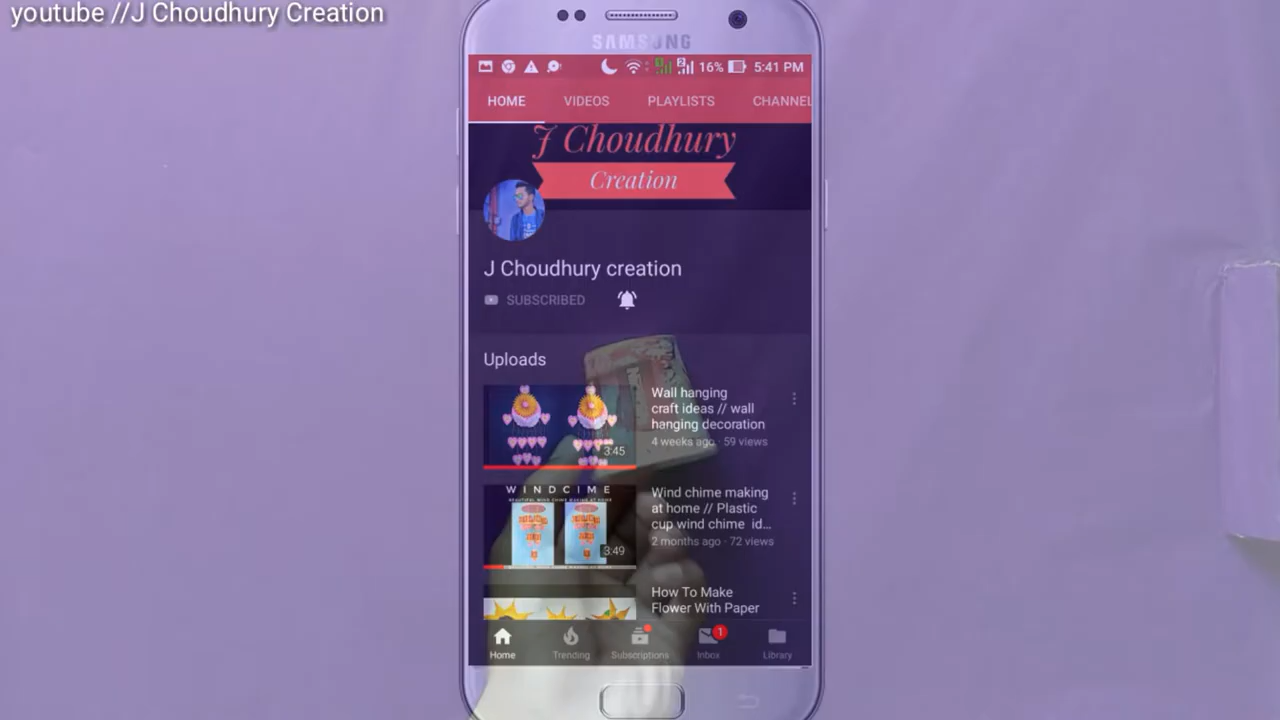 youtube //J Choudhury Creation
SAMSUNG
16% 5:41 PM
HOME VIDEOS PLAYLISTS CHANNEL
J Choudhury
Creation
J Choudhury creation
SUBSCRIBED
Uploads
Wall hanging
craft ideas // wall
hanging decoration
4 weeks ago · 59 views
3:45
WINDCIME
Wind chime making
at home // Plastic
cup wind chime id...
2 months ago · 72 views
3:49
How To Make
Flower With Paper
1
Home Trending Subscriptions Inbox Library